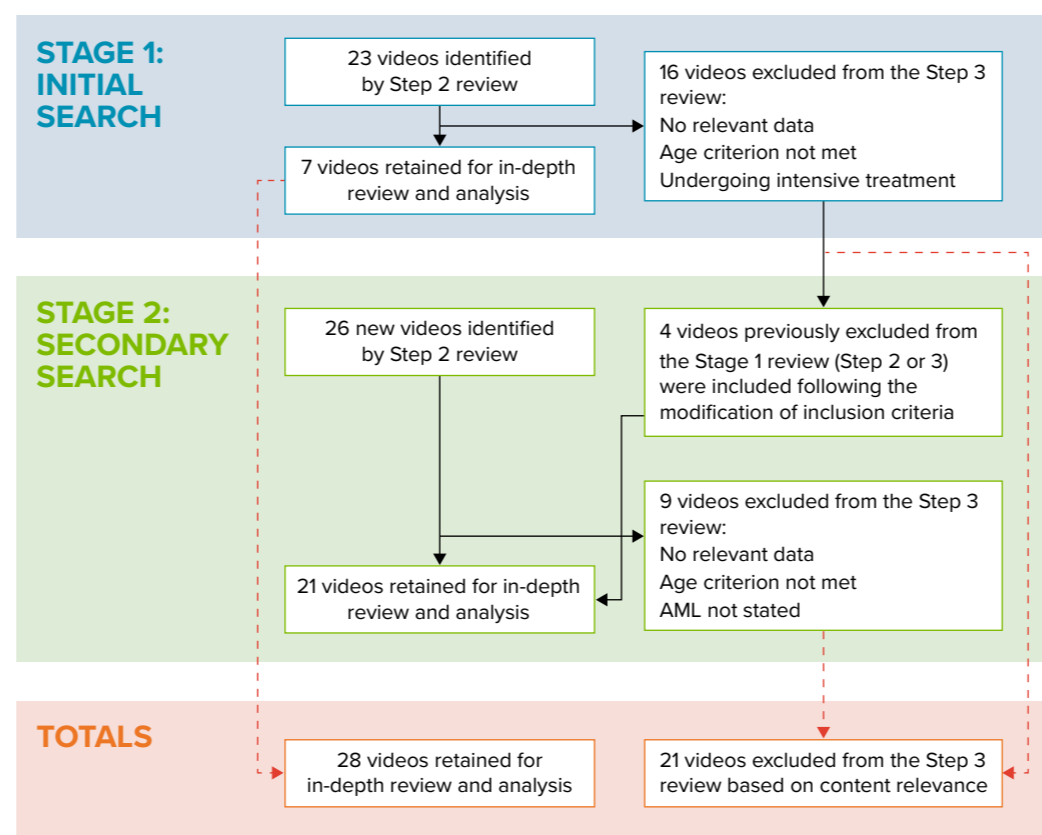 STAGE 1:
INITIAL
SEARCH
23 videos identified
by Step 2 review
16 videos excluded from the Step 3
review:
No relevant data
Age criterion not met
Undergoing intensive treatment
7 videos retained for in-depth
review and analysis
STAGE 2:
SECONDARY
SEARCH
26 new videos identified
by Step 2 review
4 videos previously excluded from
the Stage 1 review (Step 2 or 3)
were included following the
modification of inclusion criteria
9 videos excluded from the Step 3
review:
No relevant data
Age criterion not met
AML not stated
21 videos retained for in-depth
review and analysis
TOTALS
28 videos retained for
in-depth review and analysis
21 videos excluded from the Step 3
review based on content relevance